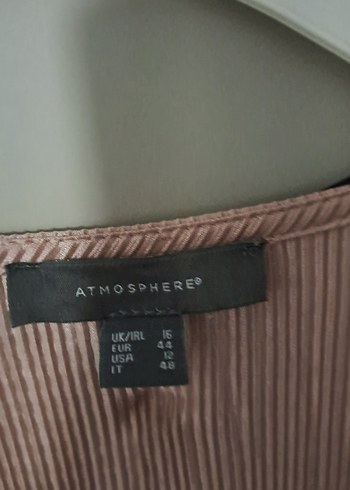 ATMOSPHERE®
UK/IRL 16
EUR 44
USA 12
IT 48